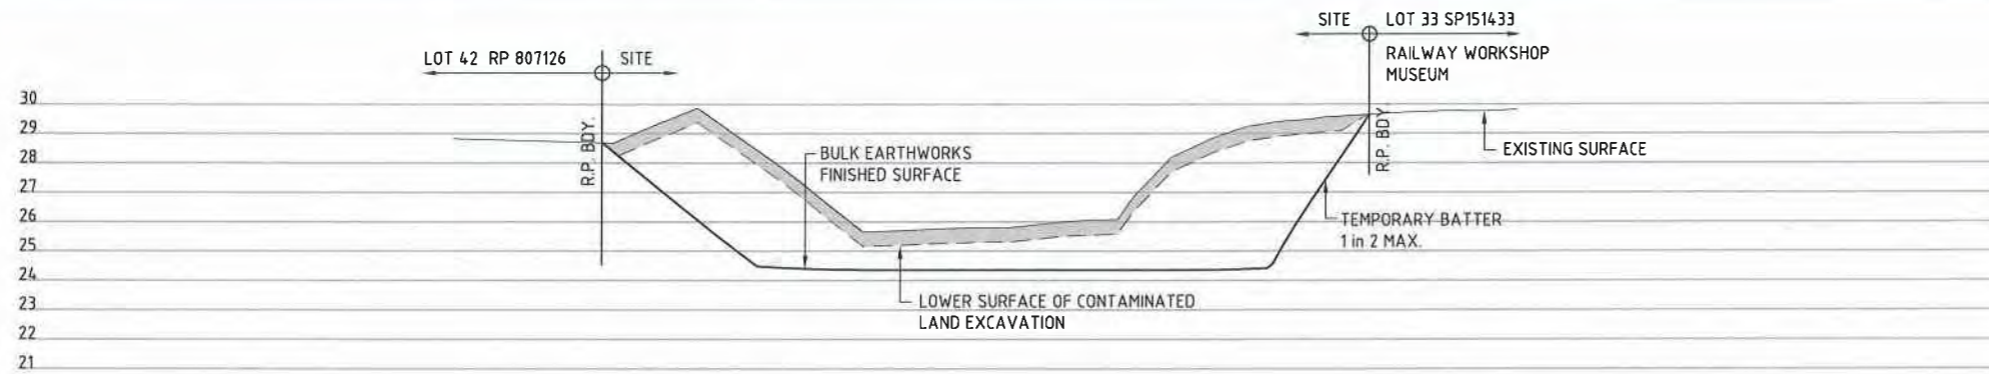 SITE LOT 33 SP151433
LOT 42 RP 807126 SITE
RAILWAY WORKSHOP
MUSEUM
30
29
28
27
26
25
24
23
22
21
R.P. BDY.
R.P. BDY
BULK EARTHWORKS
FINISHED SURFACE
EXISTING SURFACE
TEMPORARY BATTER
1 in 2 MAX.
LOWER SURFACE OF CONTAMINATED
LAND EXCAVATION